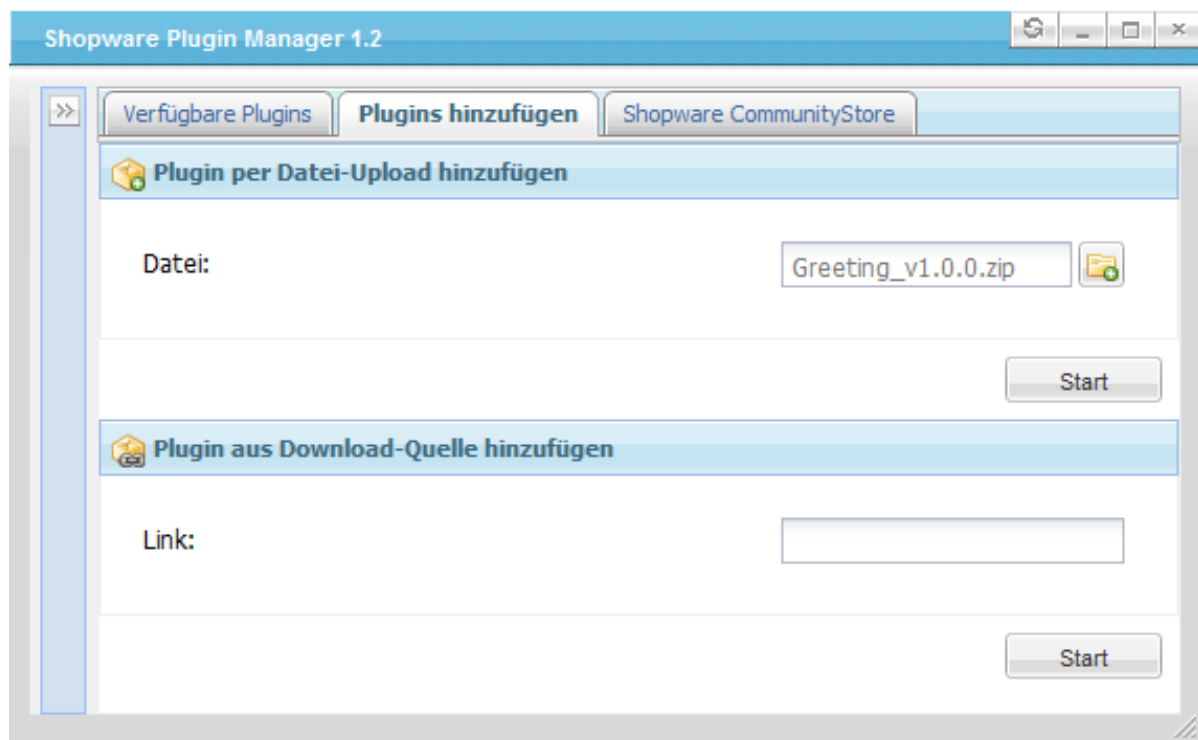 Shopware Plugin Manager 1.2
Verfügbare Plugins
Plugins hinzufügen
Shopware CommunityStore
Plugin per Datei-Upload hinzufügen
Datei:
Greeting_v1.0.0.zip
Start
Plugin aus Download-Quelle hinzufügen
Link:
Start